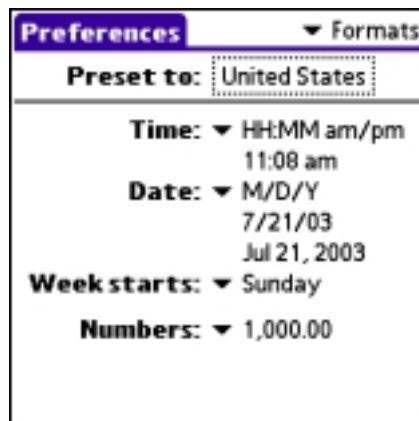 Preferences Formats
Preset to: United States
Time: HH:MM am/pm
11:08 am
Date: M/D/Y
7/21/03
Jul 21, 2003
Week starts: Sunday
Numbers: 1,000.00